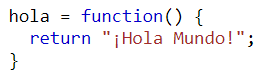 hola = function() {
  return "¡Hola Mundo!";
}